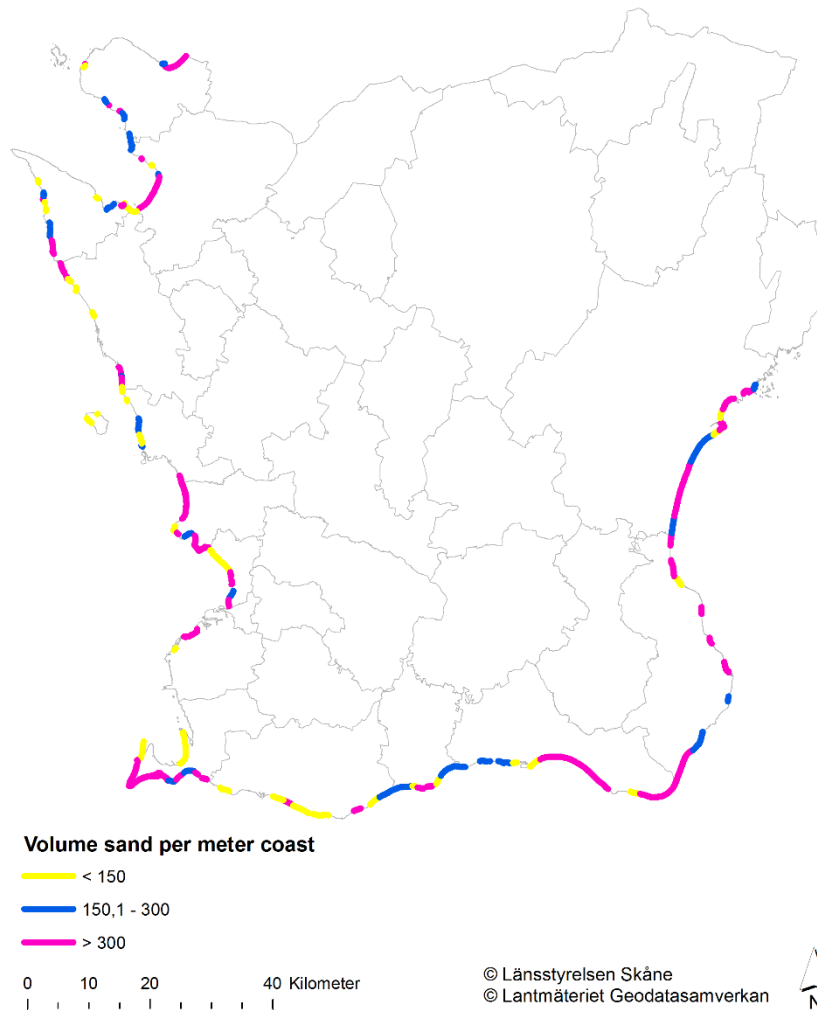 Volume sand per meter coast
< 150
150,1 - 300
> 300
0 10 20 40 Kilometer
© Länsstyrelsen Skåne
© Lantmäteriet Geodatasamverkan
N